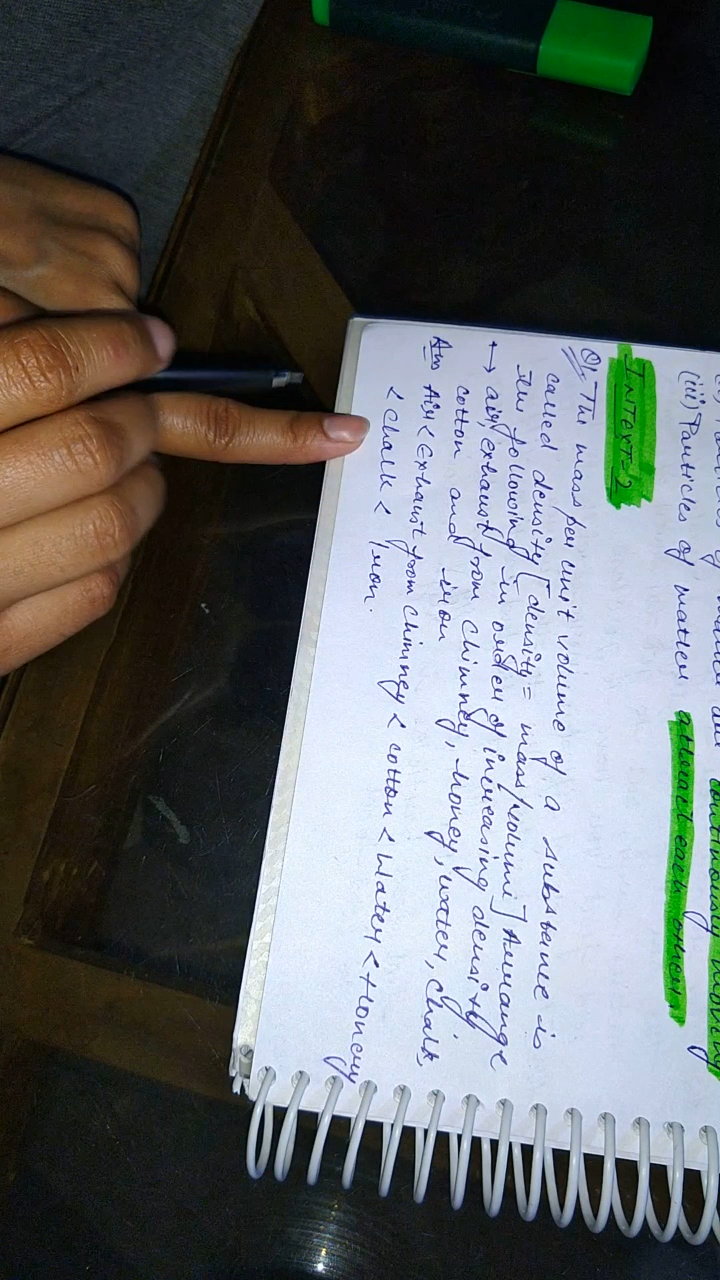 continuously moving
(iii) Particles of matter attract each other.
INTEXT-2
Q1. The mass per unit volume of a substance is
called density [density = mass/volume] Arrange
the following in order of increasing density
→ air, exhaust from chimney, honey, water, chalk,
cotton and iron
Ans Air < exhaust from chimney < cotton < water < Honey
< chalk < Iron.